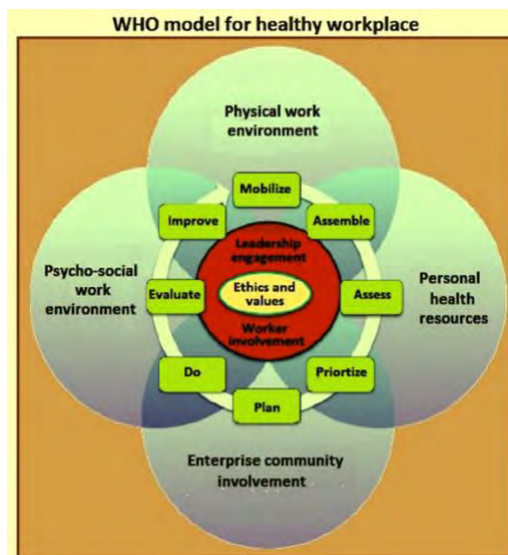 WHO model for healthy workplace
Physical work
environment
Mobilize
Improve
Assemble
Leadership
engagement
Psycho-social
work
environment
Evaluate
Ethics and
values
Assess
Personal
health
resources
Worker
involvement
Do
Priortize
Plan
Enterprise community
involvement